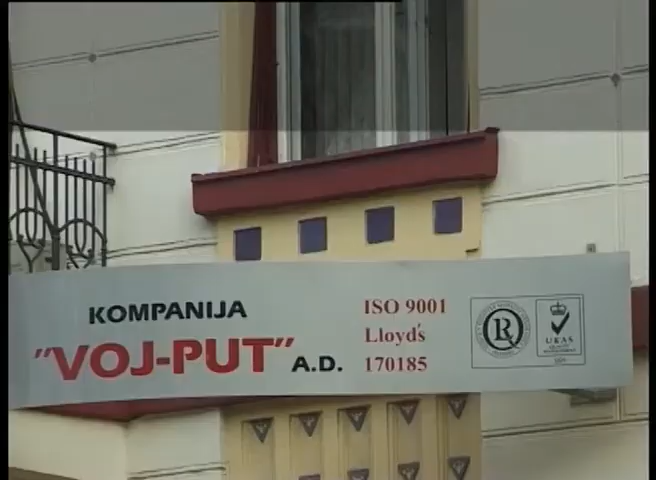 KOMPANIJA
"VOJ-PUT" A.D.
ISO 9001
Lloyd's
170185
UKAS